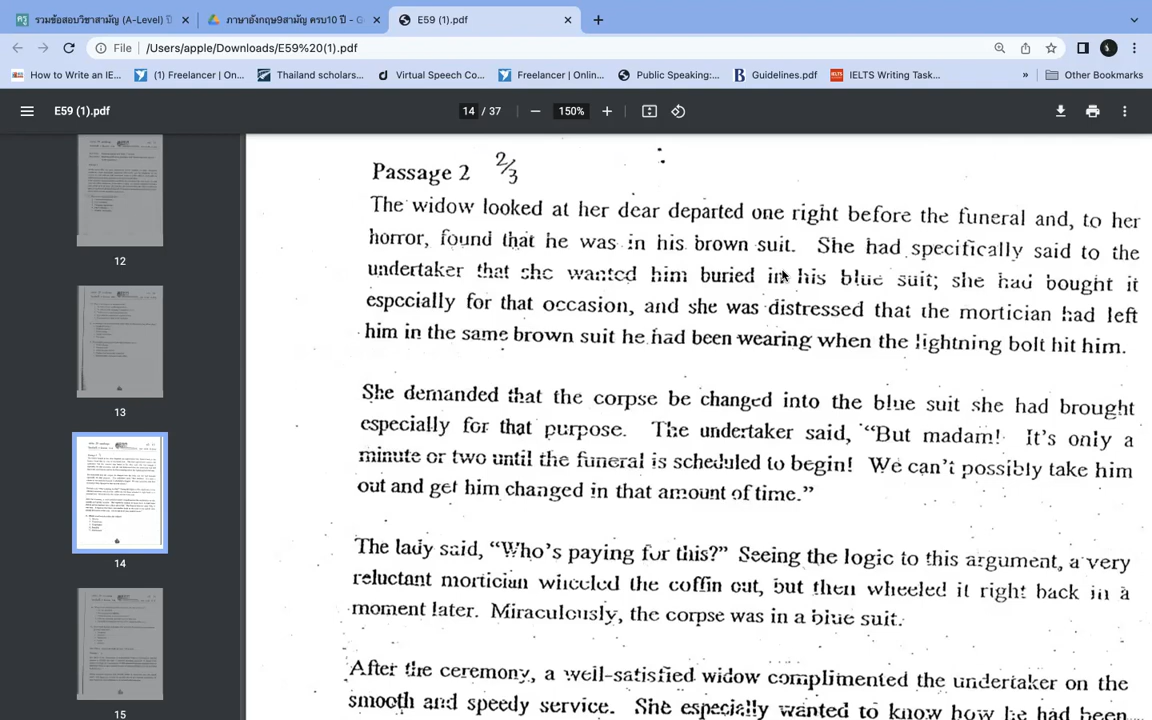 รวมข้อสอบวิชาสามัญ (A-Level) ปี
ภาษาอังกฤษ9สามัญ ครบ10 ปี - G
E59 (1).pdf
File
/Users/apple/Downloads/E59%20(1).pdf
How to Write an IE...
(1) Freelancer | On...
Thailand scholars...
Virtual Speech Co...
Freelancer | Onlin...
Public Speaking:...
Guidelines.pdf
IELTS Writing Task...
»
Other Bookmarks
E59 (1).pdf
14 / 37
150%
12
13
14
15
Passage 2 2/3
The widow looked at her dear departed one right before the funeral and, to her
horror, found that he was in his brown suit. She had specifically said to the
undertaker that she wanted him buried in his blue suit; she had bought it
especially for that occasion, and she was distressed that the mortician had left
him in the same brown suit he had been wearing when the lightning bolt hit him.
She demanded that the corpse be changed into the blue suit she had brought
especially for that purpose. The undertaker said, "But madam! It's only a
minute or two until the funeral is scheduled to begin! We can't possibly take him
out and get him changed in that amount of time."
The lady said, "Who's paying for this?" Seeing the logic to this argument, a very
reluctant mortician wheeled the coffin out, but then wheeled it right back in a
moment later. Miraculously, the corpse was in a blue suit.
After the ceremony, a well-satisfied widow complimented the undertaker on the
smooth and speedy service. She especially wanted to know how he had been